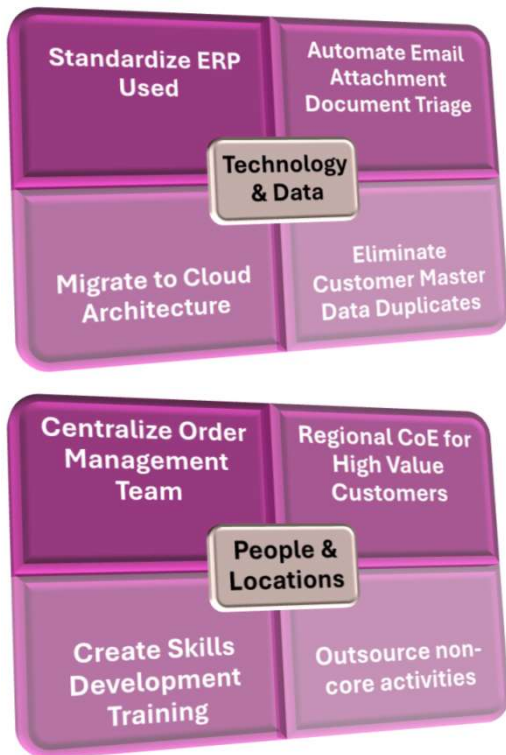 Standardize ERP
Used
Automate Email
Attachment
Document Triage
Technology
& Data
Migrate to Cloud
Architecture
Eliminate
Customer Master
Data Duplicates
Centralize Order
Management
Team
Regional CoE for
High Value
Customers
People &
Locations
Create Skills
Development
Training
Outsource non-
core activities